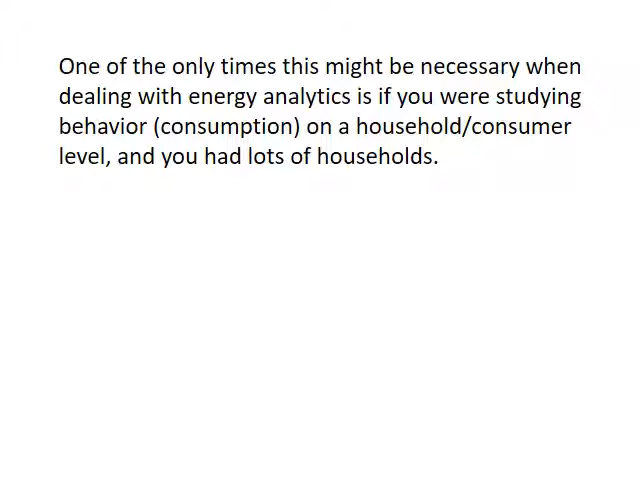 One of the only times this might be necessary when
dealing with energy analytics is if you were studying
behavior (consumption) on a household/consumer
level, and you had lots of households.